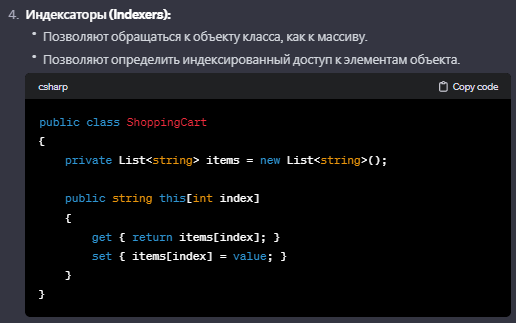 4. Индексаторы (Indexers):
• Позволяют обращаться к объекту класса, как к массиву.
• Позволяют определить индексированный доступ к элементам объекта.
csharp Copy code
public class ShoppingCart
{
    private List<string> items = new List<string>();
    public string this[int index]
    {
        get { return items[index]; }
        set { items[index] = value; }
    }
}